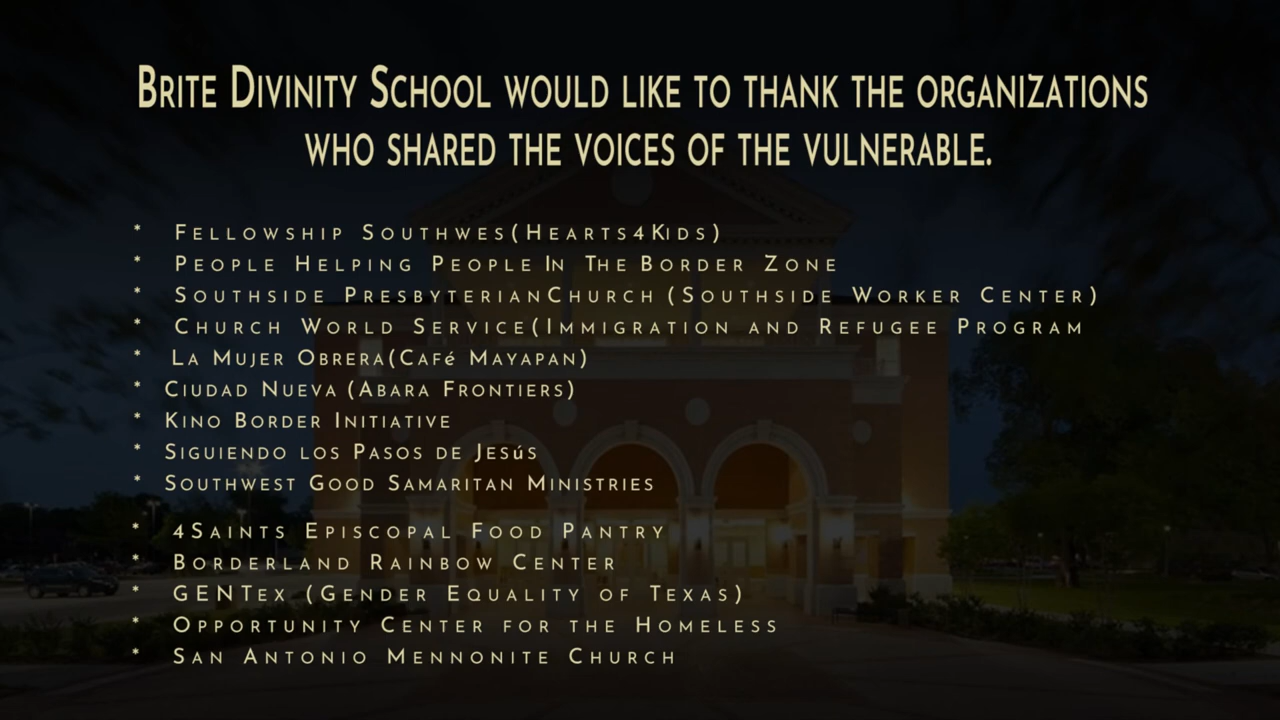 Brite Divinity School would like to thank the organizations
who shared the voices of the vulnerable.
* Fellowship Southwes(Hearts4Kids)
* People Helping People In The Border Zone
* Southside PresbyterianChurch (Southside Worker Center)
* Church World Service(Immigration and Refugee Program
* La Mujer Obrera(Café Mayapan)
* Ciudad Nueva (Abara Frontiers)
* Kino Border Initiative
* Siguiendo los Pasos de Jesús
* Southwest Good Samaritan Ministries
* 4Saints Episcopal Food Pantry
* Borderland Rainbow Center
* GENTex (Gender Equality of Texas)
* Opportunity Center for the Homeless
* San Antonio Mennonite Church